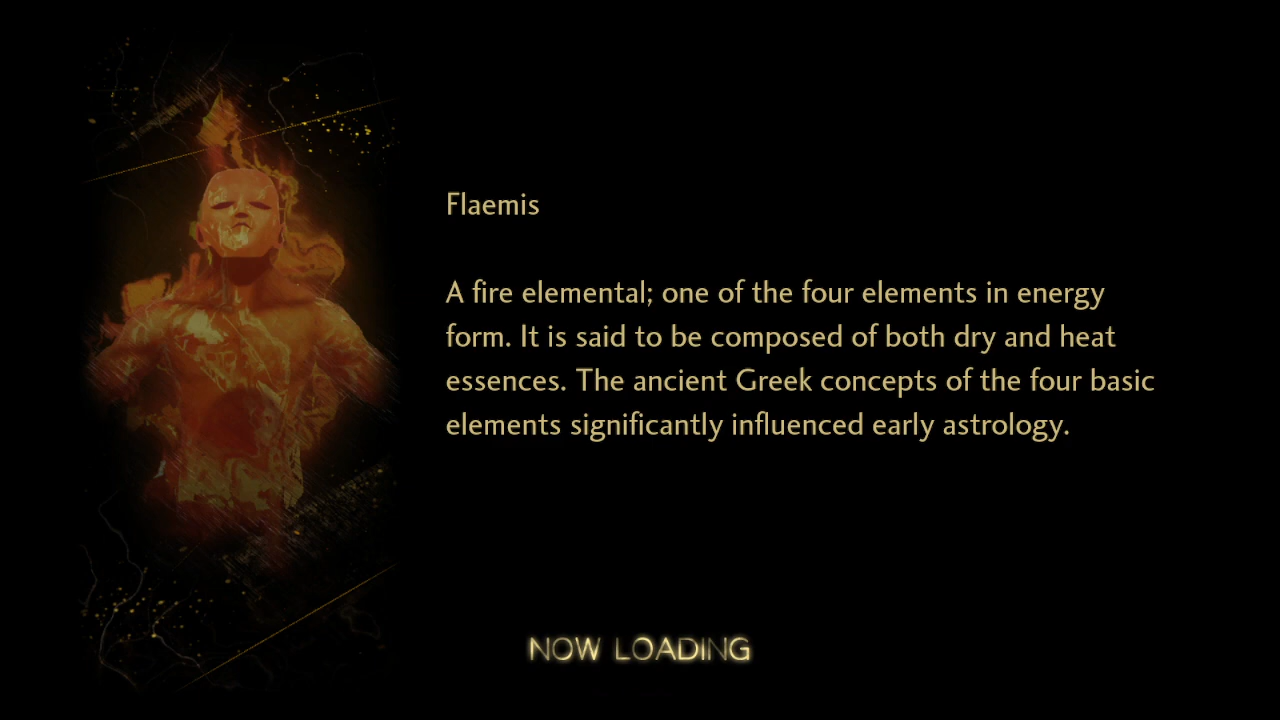 Flaemis
A fire elemental; one of the four elements in energy
form. It is said to be composed of both dry and heat
essences. The ancient Greek concepts of the four basic
elements significantly influenced early astrology.
NOW LOADING